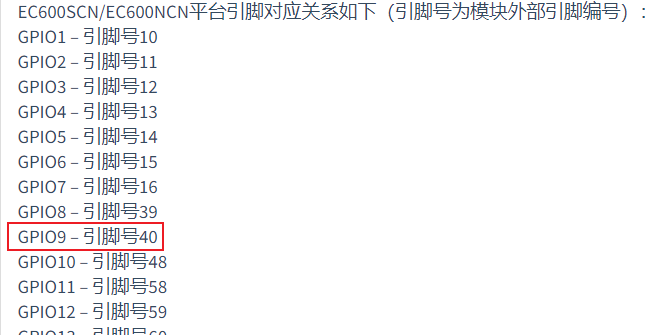 EC600SCN/EC600NCN平台引脚对应关系如下（引脚号为模块外部引脚编号）：
GPIO1 – 引脚号10
GPIO2 – 引脚号11
GPIO3 – 引脚号12
GPIO4 – 引脚号13
GPIO5 – 引脚号14
GPIO6 – 引脚号15
GPIO7 – 引脚号16
GPIO8 – 引脚号39
GPIO9 – 引脚号40
GPIO10 – 引脚号48
GPIO11 – 引脚号58
GPIO12 – 引脚号59